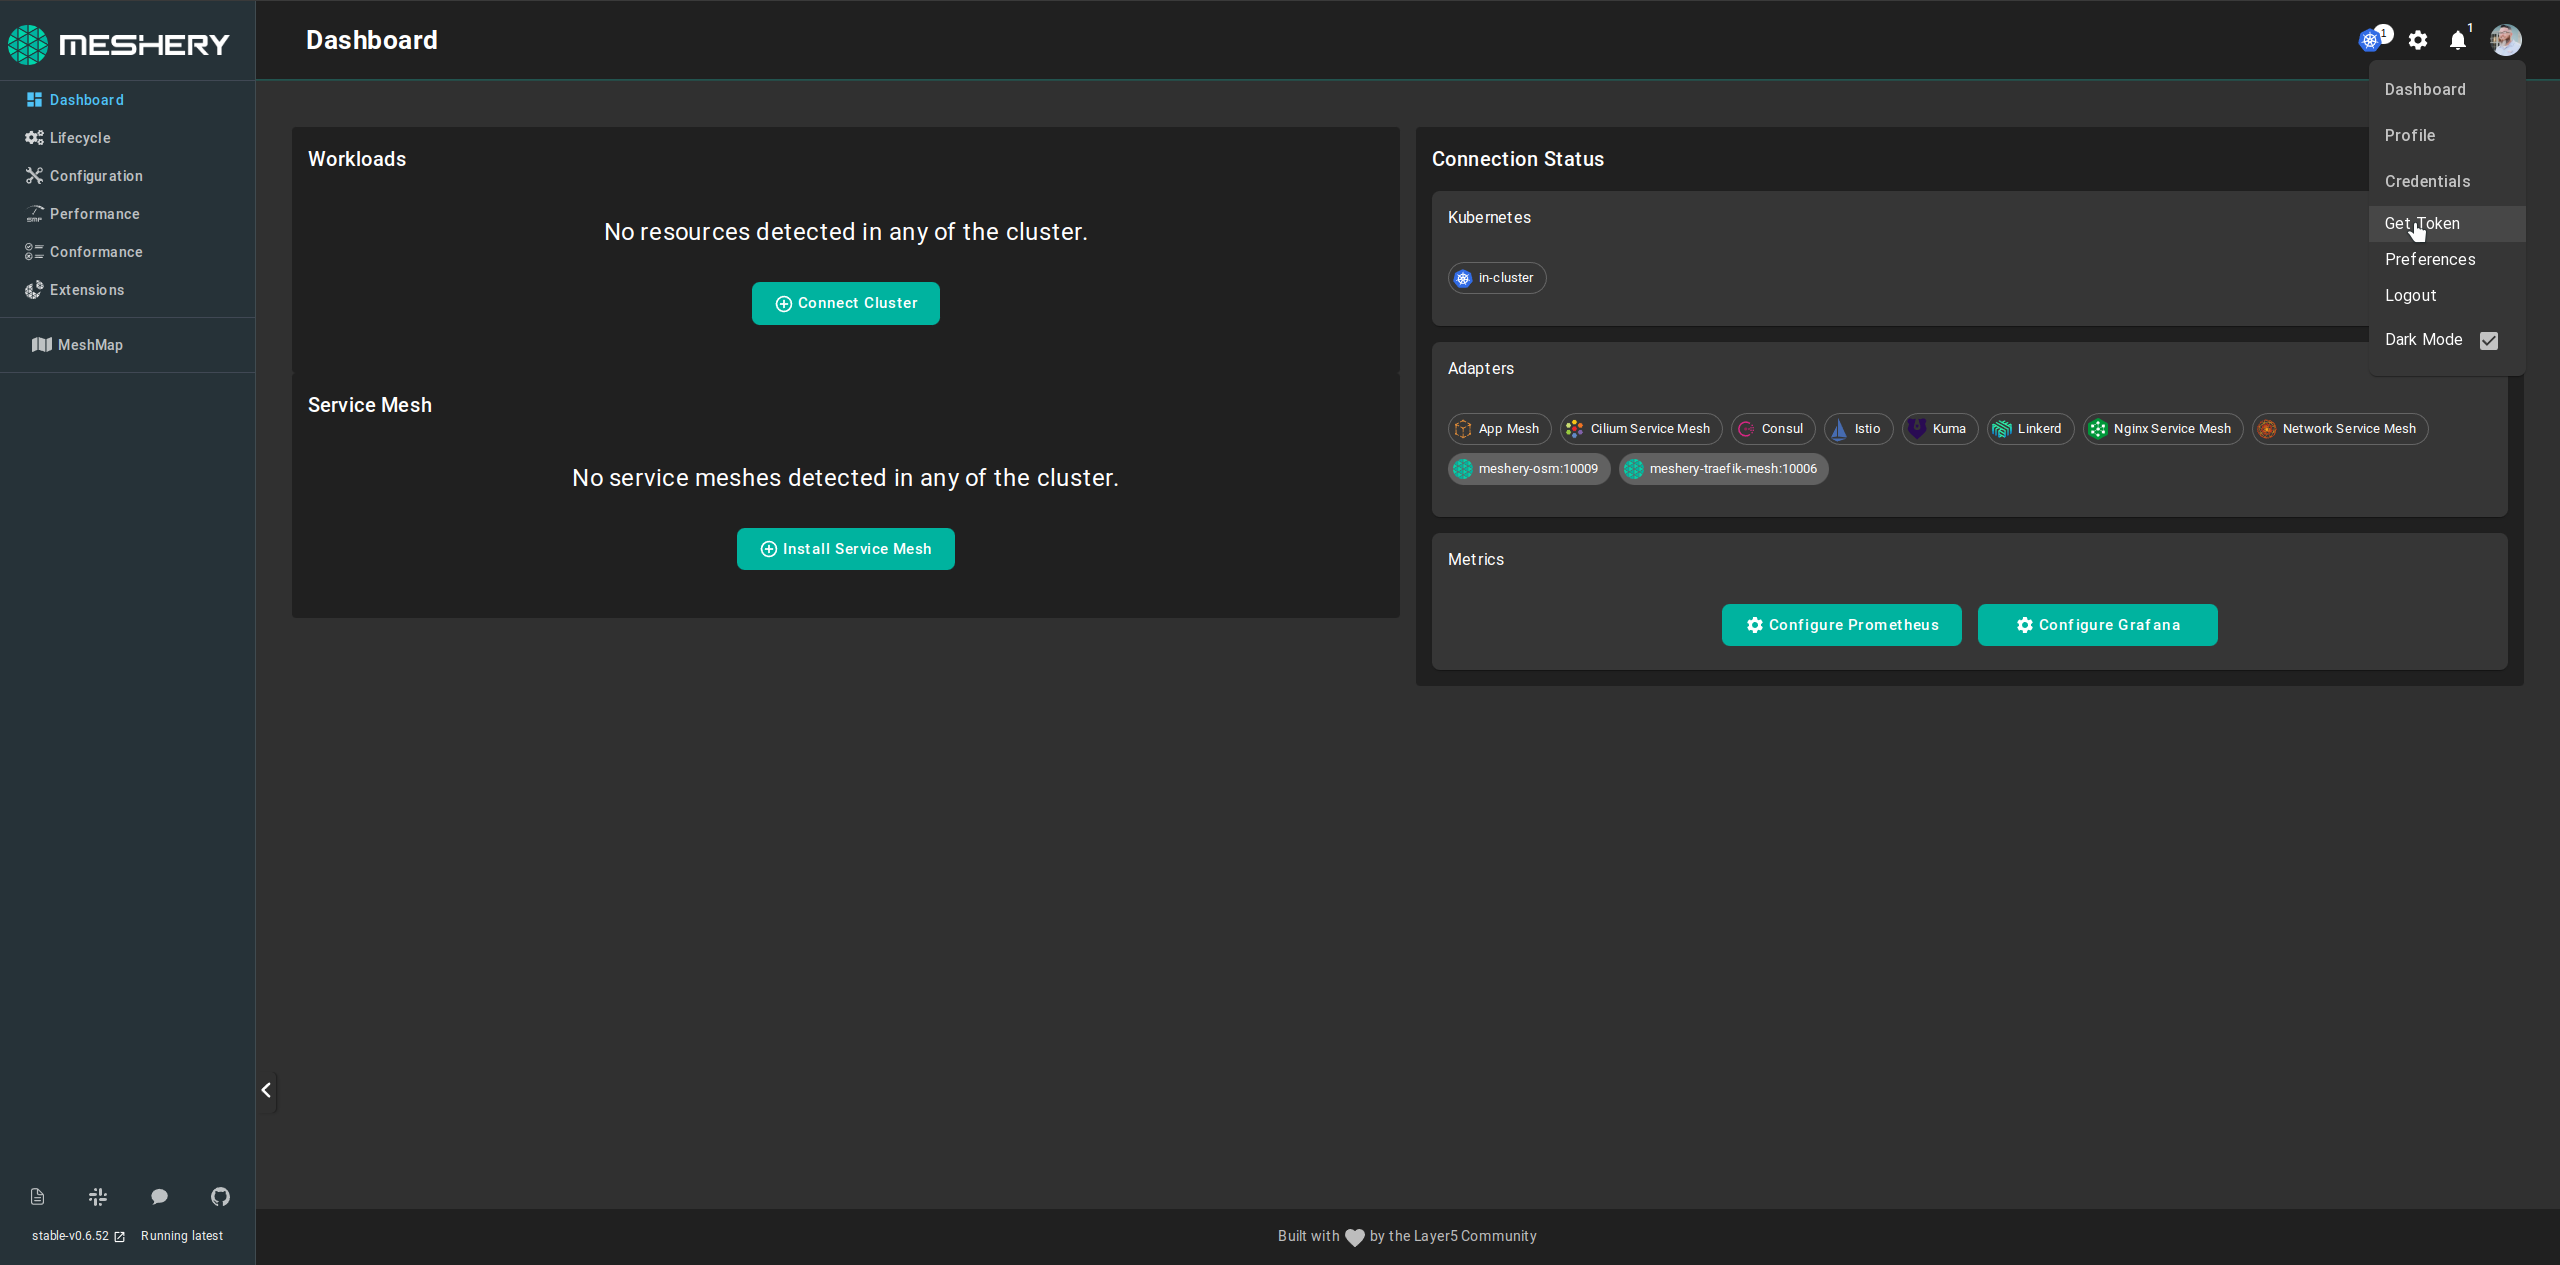 MESHERY
Dashboard
1
1
Dashboard
Lifecycle
Configuration
Performance
Conformance
Extensions
MeshMap
Workloads
No resources detected in any of the cluster.
Connect Cluster
Service Mesh
No service meshes detected in any of the cluster.
Install Service Mesh
Connection Status
Kubernetes
in-cluster
Adapters
App Mesh Cilium Service Mesh Consul Istio Kuma Linkerd Nginx Service Mesh Network Service Mesh
meshery-osm:10009 meshery-traefik-mesh:10006
Metrics
Configure Prometheus Configure Grafana
Dashboard
Profile
Credentials
Get Token
Preferences
Logout
Dark Mode
stable-v0.6.52 Running latest
Built with by the Layer5 Community